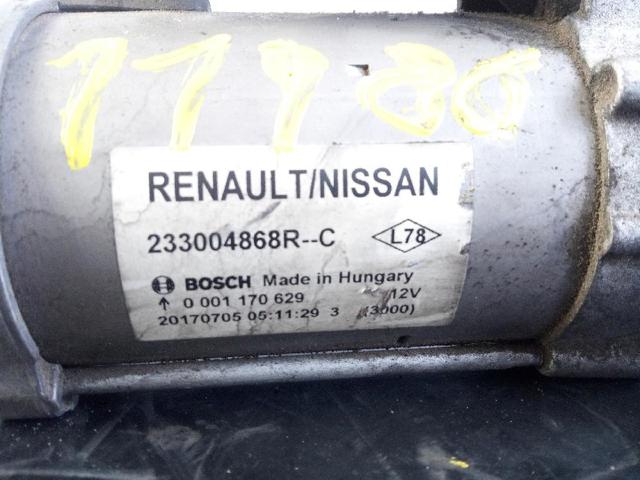 RENAULT/NISSAN
233004868R--C L78
BOSCH Made in Hungary
↑ 0 001 170 629 12V
20170705 05:11:29 3 (3000)